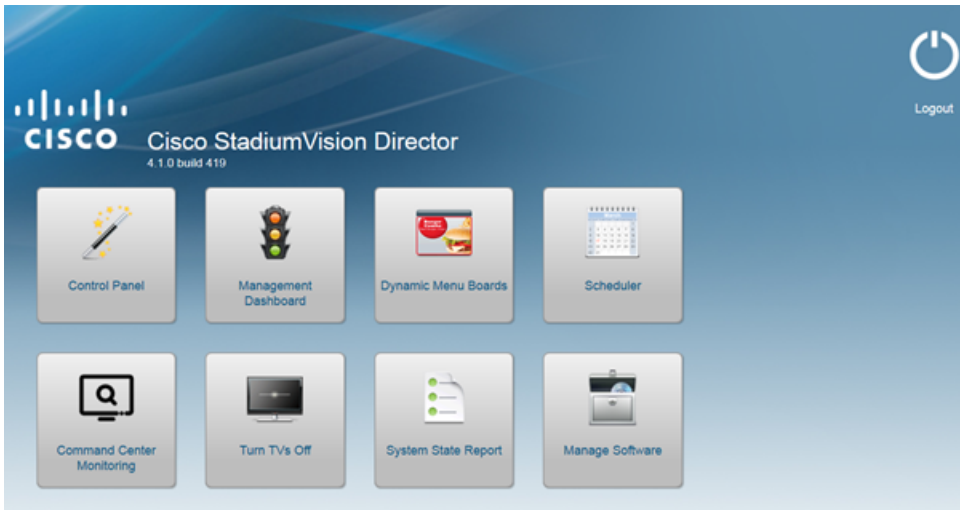 Logout
CISCO
Cisco StadiumVision Director
4.1.0 build 419
Control Panel
Management
Dashboard
Dynamic Menu Boards
March
Scheduler
Command Center
Monitoring
Turn TVs Off
System State Report
Manage Software